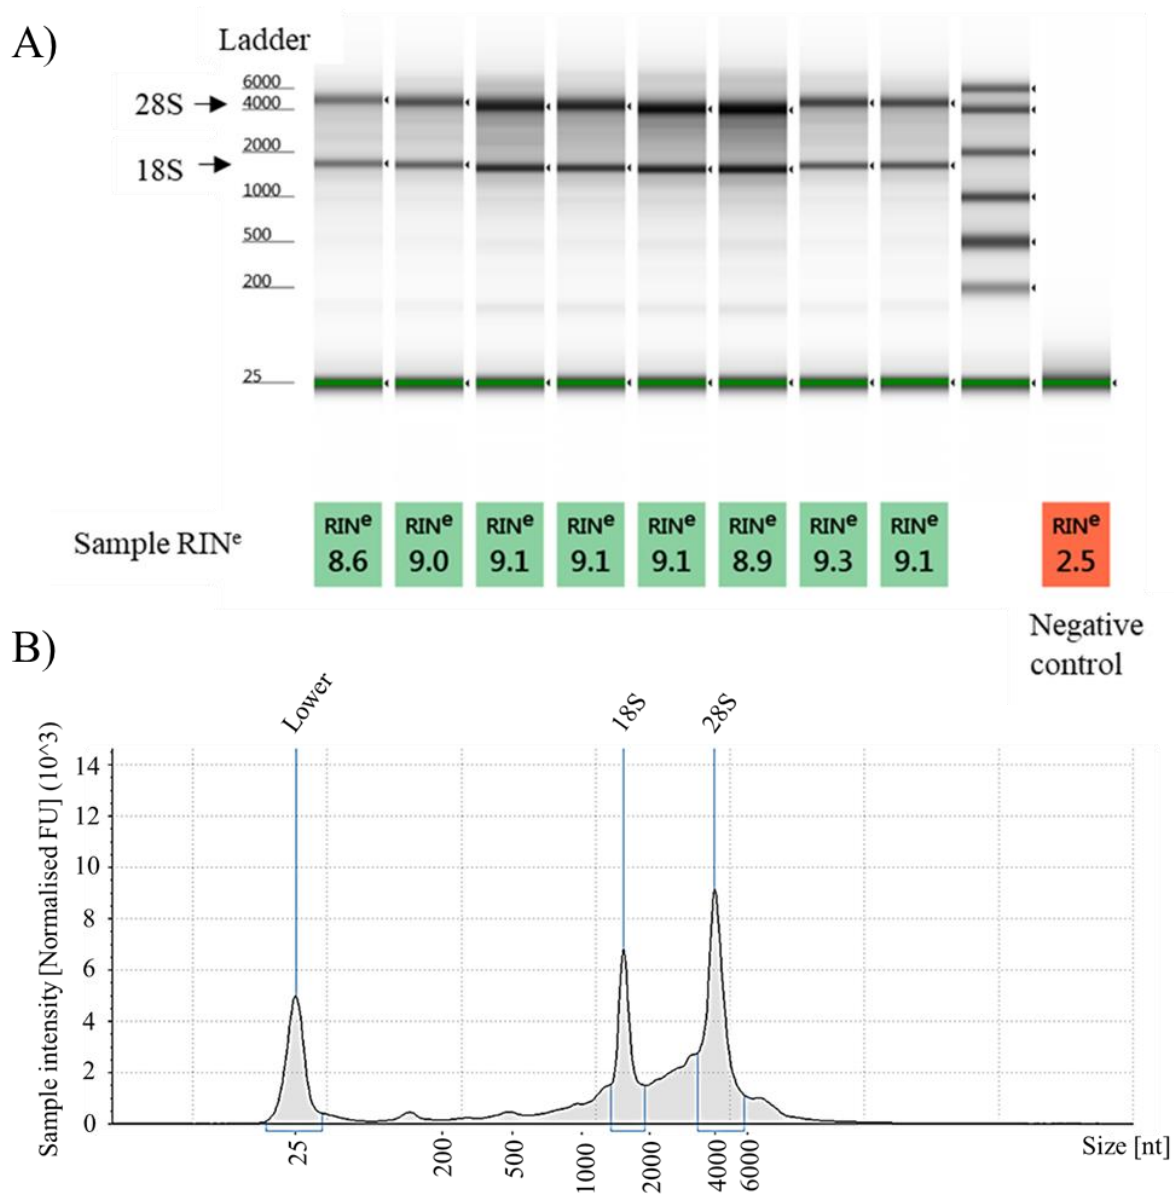 A)
Ladder
28S
18S
6000
4000
2000
1000
500
200
25
Sample RINe
RINe 8.6
RINe 9.0
RINe 9.1
RINe 9.1
RINe 9.1
RINe 8.9
RINe 9.3
RINe 9.1
RINe 2.5
Negative
control
B)
Lower
18S
28S
Sample intensity [Normalised FU] (10^3)
14
12
10
8
6
4
2
0
25
200
500
1000
2000
4000
6000
Size [nt]